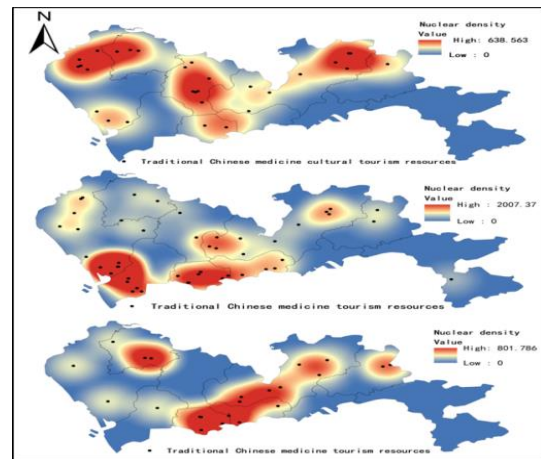 N
Nuclear density
Value
High: 638.563
Low : 0
Traditional Chinese medicine cultural tourism resources
Nuclear density
Value
High : 2007.37
Low : 0
Traditional Chinese medicine tourism resources
Nuclear density
Value
High: 801.786
Low : 0
Traditional Chinese medicine tourism resources